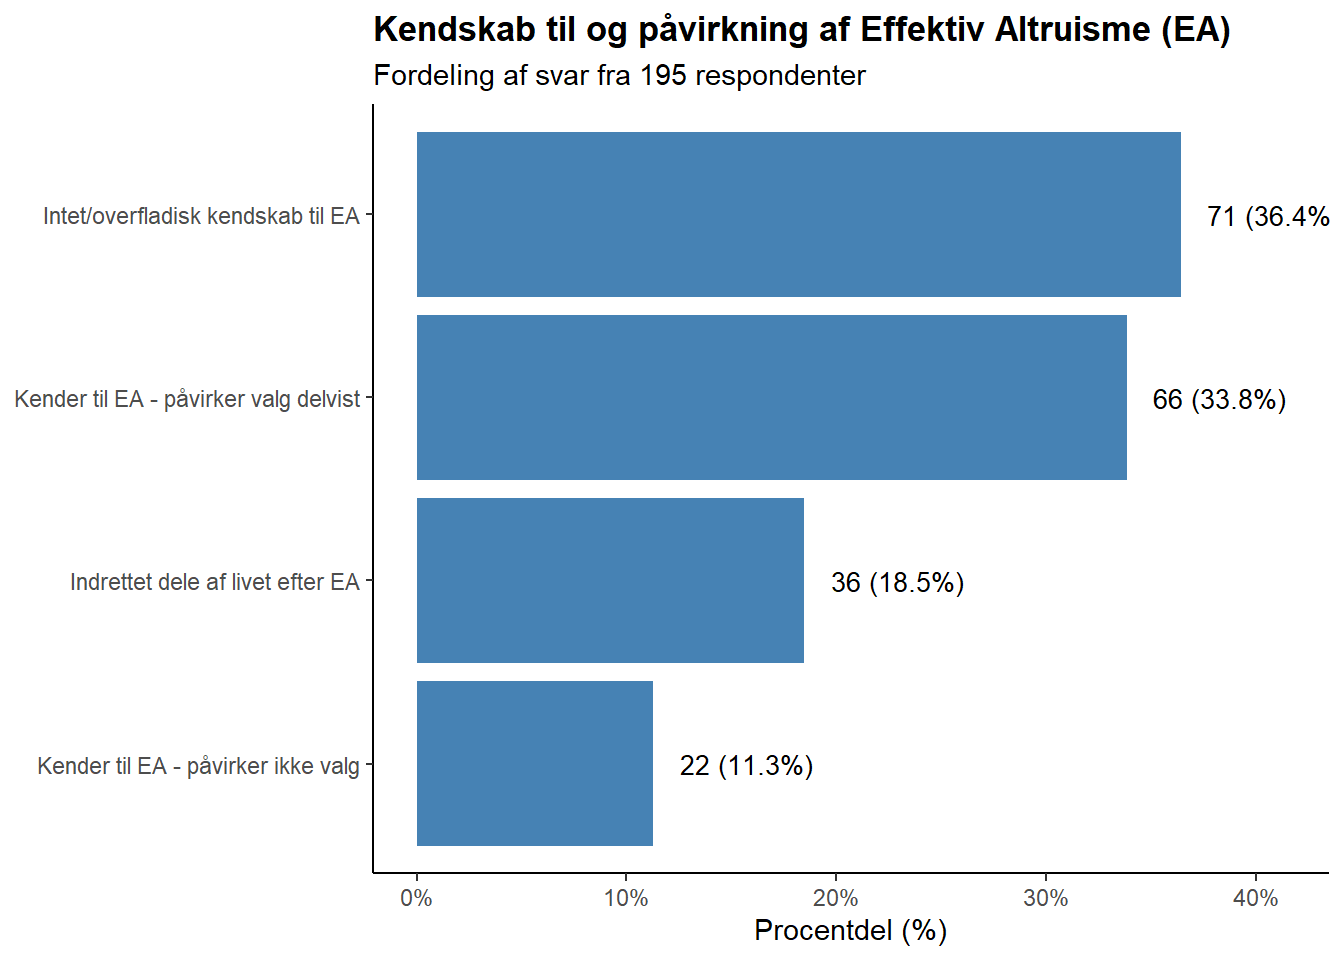 Kendskab til og påvirkning af Effektiv Altruisme (EA)
Fordeling af svar fra 195 respondenter
Intet/overfladisk kendskab til EA
71 (36.4%
Kender til EA - påvirker valg delvist
66 (33.8%)
Indrettet dele af livet efter EA
36 (18.5%)
Kender til EA - påvirker ikke valg
22 (11.3%)
0% 10% 20% 30% 40%
Procentdel (%)